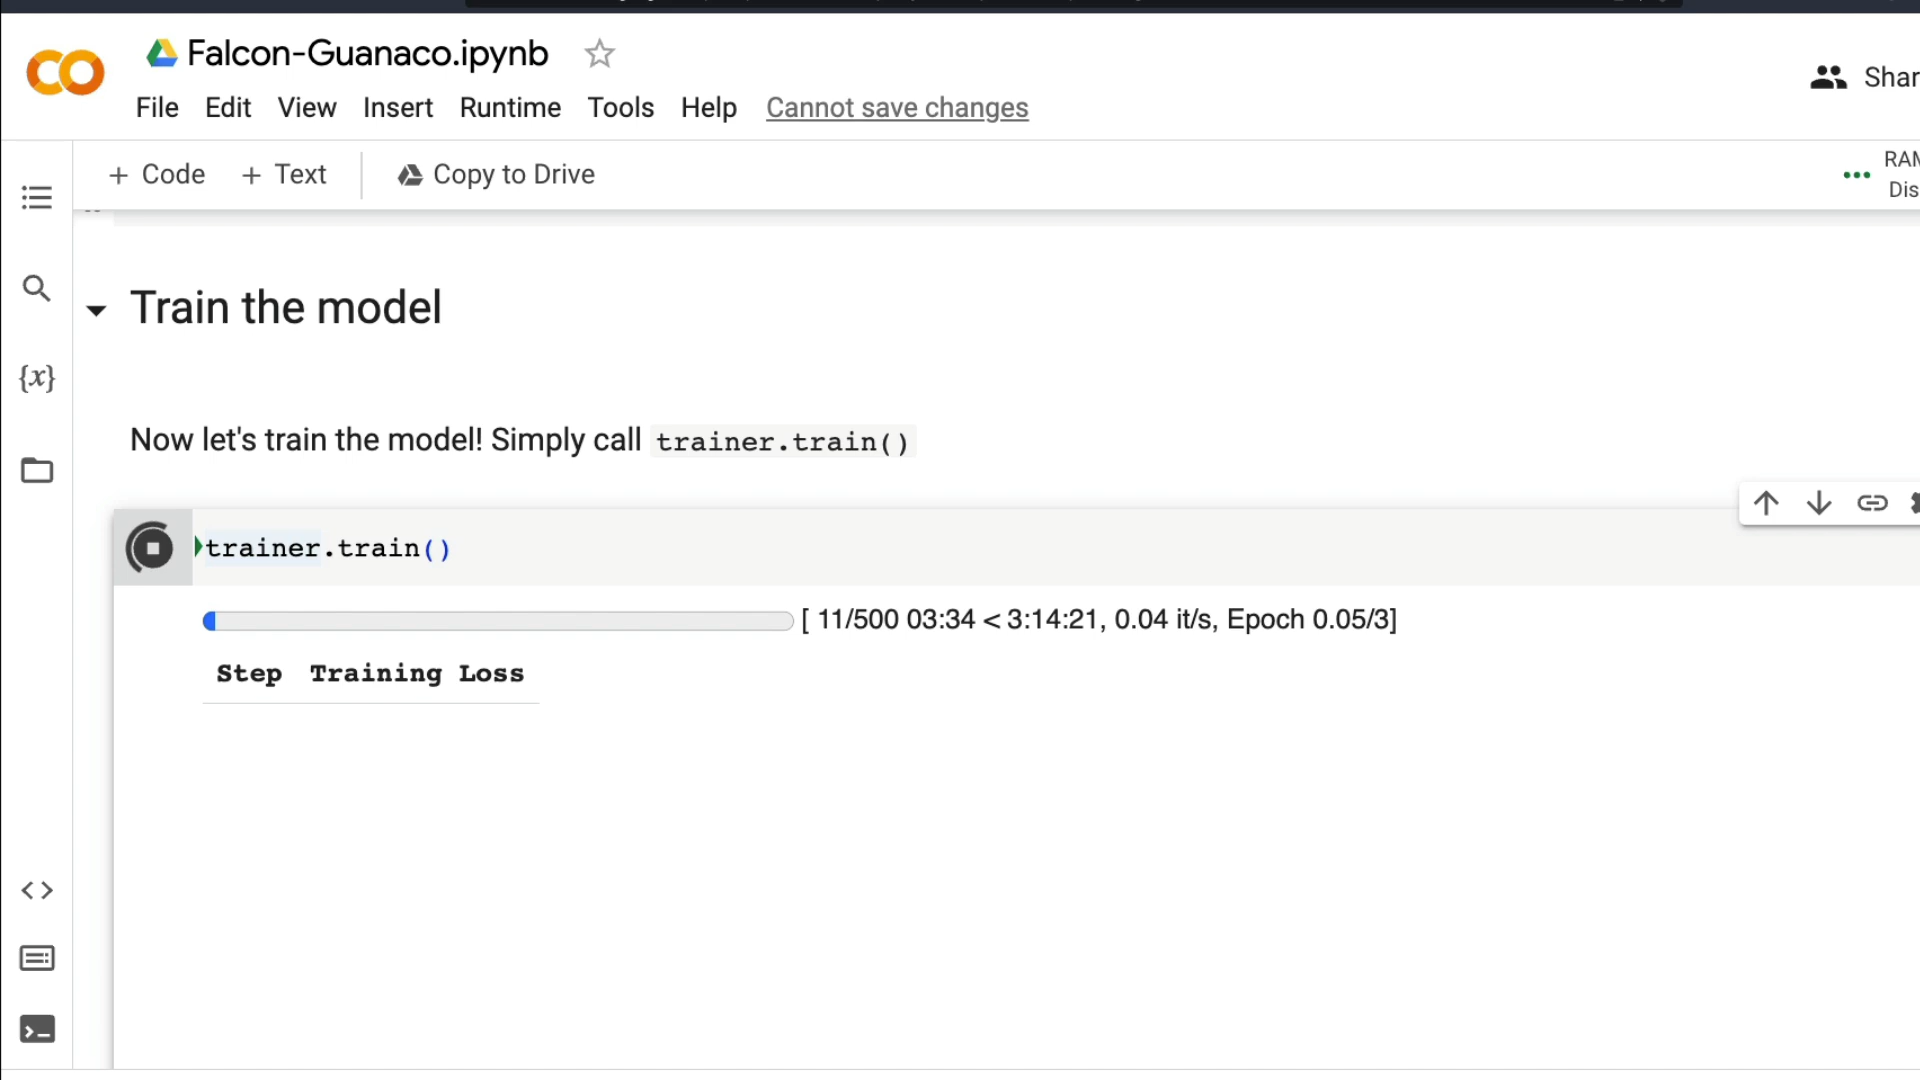 Falcon-Guanaco.ipynb
File Edit View Insert Runtime Tools Help Cannot save changes
Shar
+ Code + Text Copy to Drive
RAM
Dis
{x}
Train the model
Now let's train the model! Simply call trainer.train()
trainer.train()
[ 11/500 03:34 < 3:14:21, 0.04 it/s, Epoch 0.05/3]
Step Training Loss